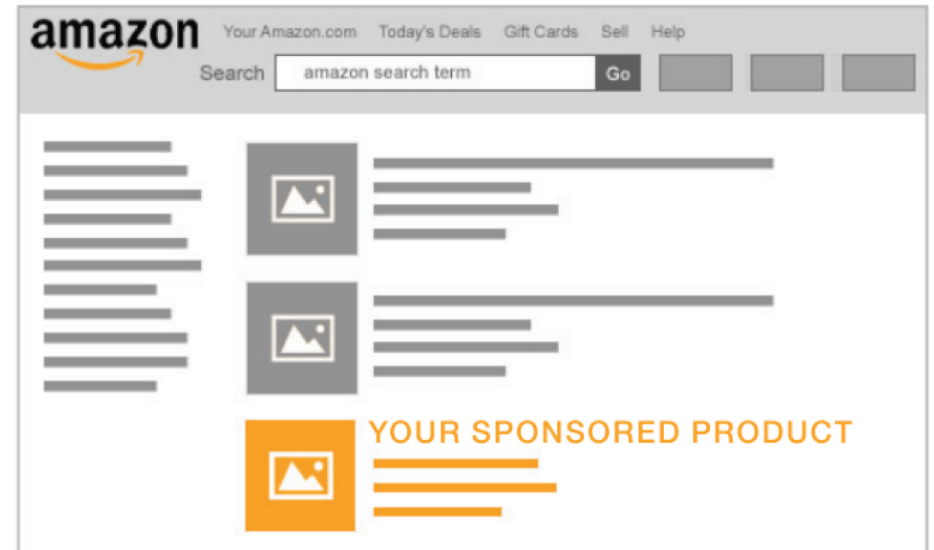 amazon
Your Amazon.com Today's Deals Gift Cards Sell Help
Search amazon search term Go
YOUR SPONSORED PRODUCT